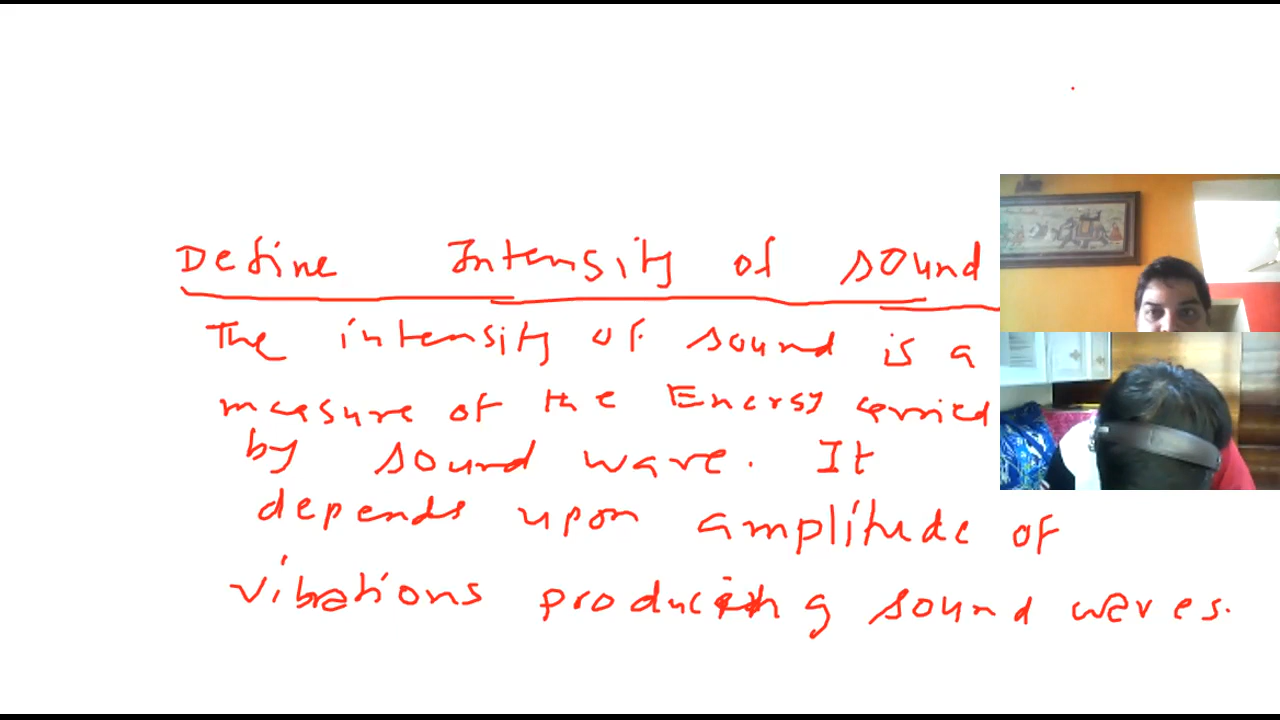 Define Intensity of sound
The intensity of sound is a
measure of the Energy carried
by sound wave. It
depends upon amplitude of
vibrations producing sound waves.